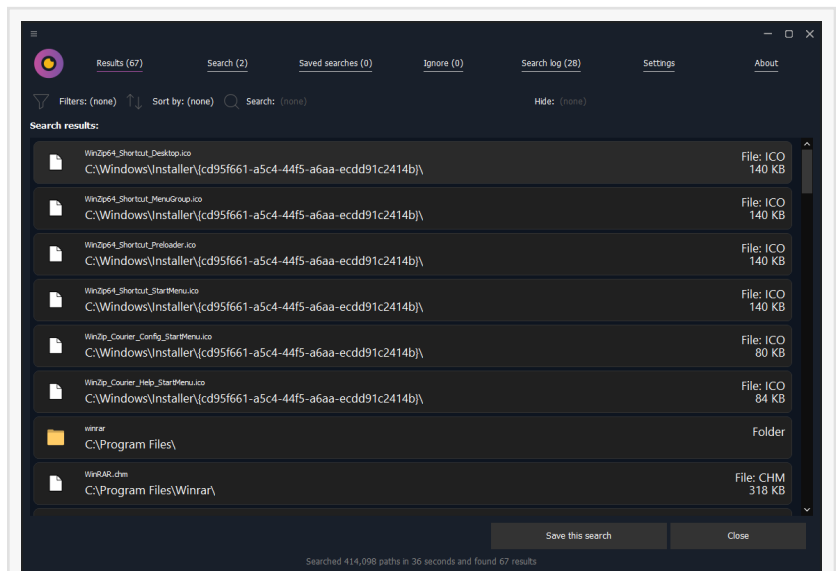 Results (67) Search (2) Saved searches (0) Ignore (0) Search log (28) Settings About
Filters: (none) Sort by: (none) Search: (none) Hide: (none)
Search results:
WinZip64_Shortcut_Desktop.ico
C:\Windows\Installer\{cd95f661-a5c4-44f5-a6aa-ecdd91c2414b}\
File: ICO
140 KB
WinZip64_Shortcut_MenuGroup.ico
C:\Windows\Installer\{cd95f661-a5c4-44f5-a6aa-ecdd91c2414b}\
File: ICO
140 KB
WinZip64_Shortcut_Preloader.ico
C:\Windows\Installer\{cd95f661-a5c4-44f5-a6aa-ecdd91c2414b}\
File: ICO
140 KB
WinZip64_Shortcut_StartMenu.ico
C:\Windows\Installer\{cd95f661-a5c4-44f5-a6aa-ecdd91c2414b}\
File: ICO
140 KB
WinZip_Courier_Config_StartMenu.ico
C:\Windows\Installer\{cd95f661-a5c4-44f5-a6aa-ecdd91c2414b}\
File: ICO
80 KB
WinZip_Courier_Help_StartMenu.ico
C:\Windows\Installer\{cd95f661-a5c4-44f5-a6aa-ecdd91c2414b}\
File: ICO
84 KB
winrar
C:\Program Files\
Folder
WinRAR.chm
C:\Program Files\Winrar\
File: CHM
318 KB
Save this search Close
Searched 414,098 paths in 36 seconds and found 67 results